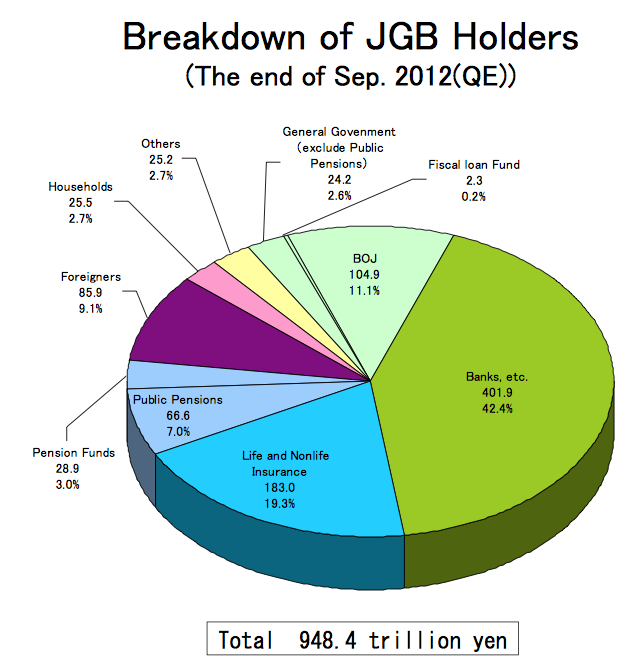 Breakdown of JGB Holders
(The end of Sep. 2012(QE))
General Govenment
(exclude Public
Pensions)
24.2
2.6%
Others
25.2
2.7%
Fiscal loan Fund
2.3
0.2%
Households
25.5
2.7%
BOJ
104.9
11.1%
Foreigners
85.9
9.1%
Banks, etc.
401.9
42.4%
Public Pensions
66.6
7.0%
Pension Funds
28.9
3.0%
Life and Nonlife
Insurance
183.0
19.3%
Total 948.4 trillion yen